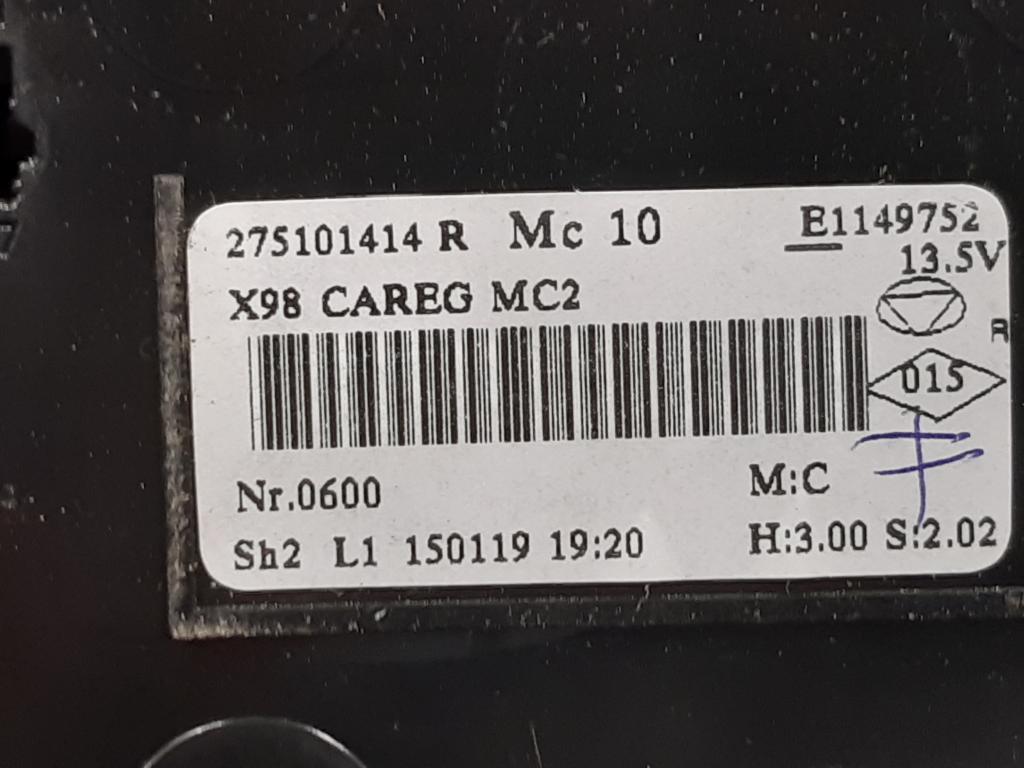 275101414 R Mc 10 E1149752
13.5V
X98 CAREG MC2
R
015
Nr.0600 M:C
Sh2 L1 150119 19:20 H:3.00 S:2.02